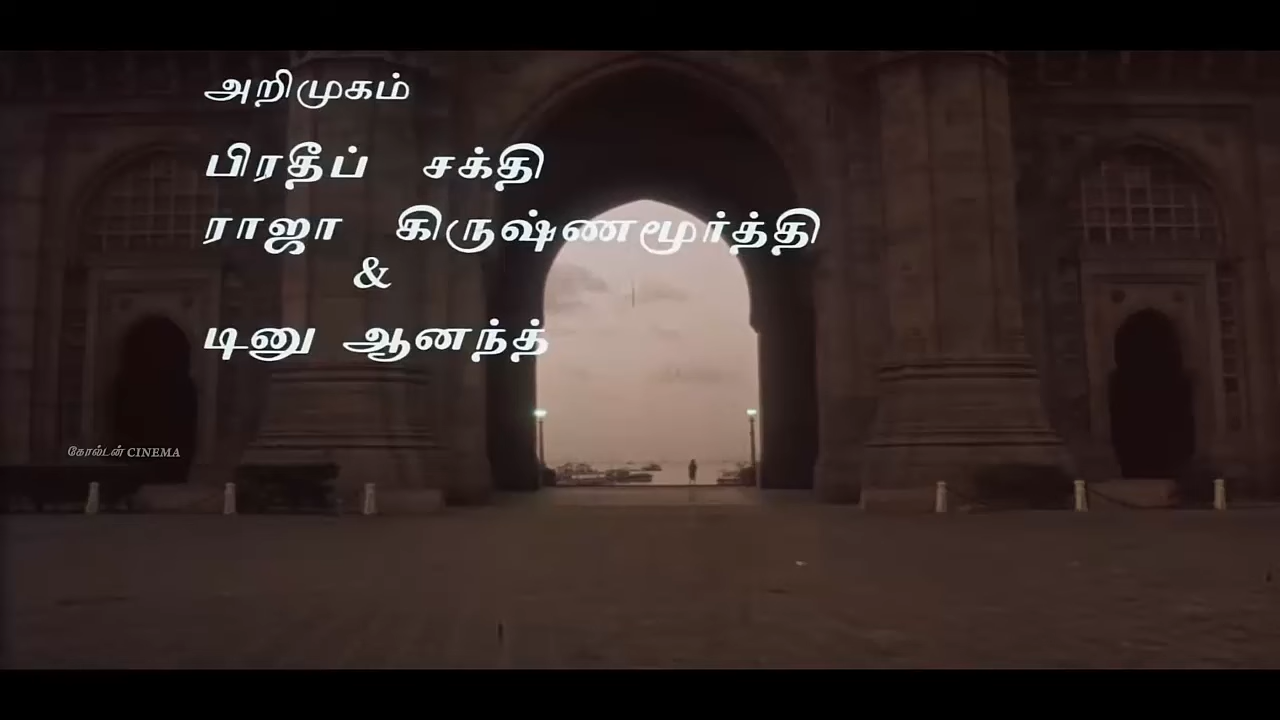 அறிமுகம்
பிரதீப் சக்தி
ராஜா கிருஷ்ணமூர்த்தி
&
டினு ஆனந்த்
கோல்டன் CINEMA